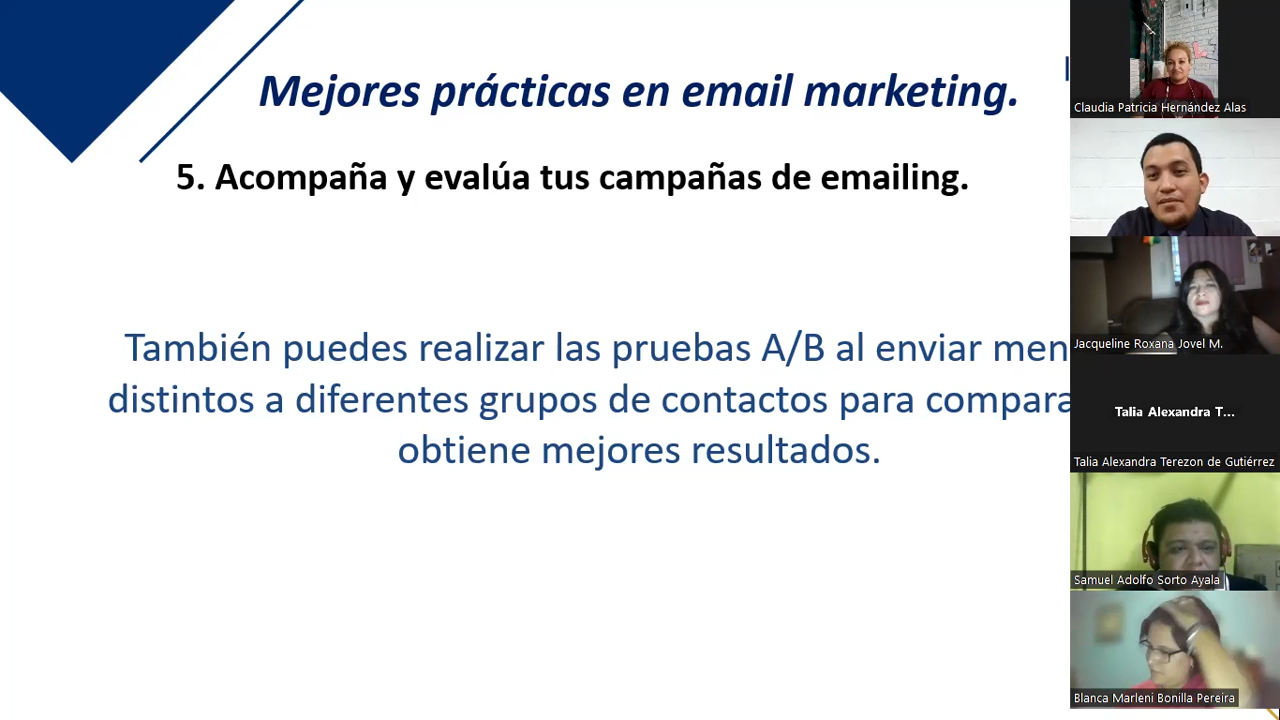 Mejores prácticas en email marketing.
5. Acompaña y evalúa tus campañas de emailing.
También puedes realizar las pruebas A/B al enviar men
distintos a diferentes grupos de contactos para compara
obtiene mejores resultados.
Claudia Patricia Hernández Alas
Jacqueline Roxana Jovel M.
Talia Alexandra T...
Talia Alexandra Terezon de Gutiérrez
Samuel Adolfo Sorto Ayala
Blanca Marleni Bonilla Pereira